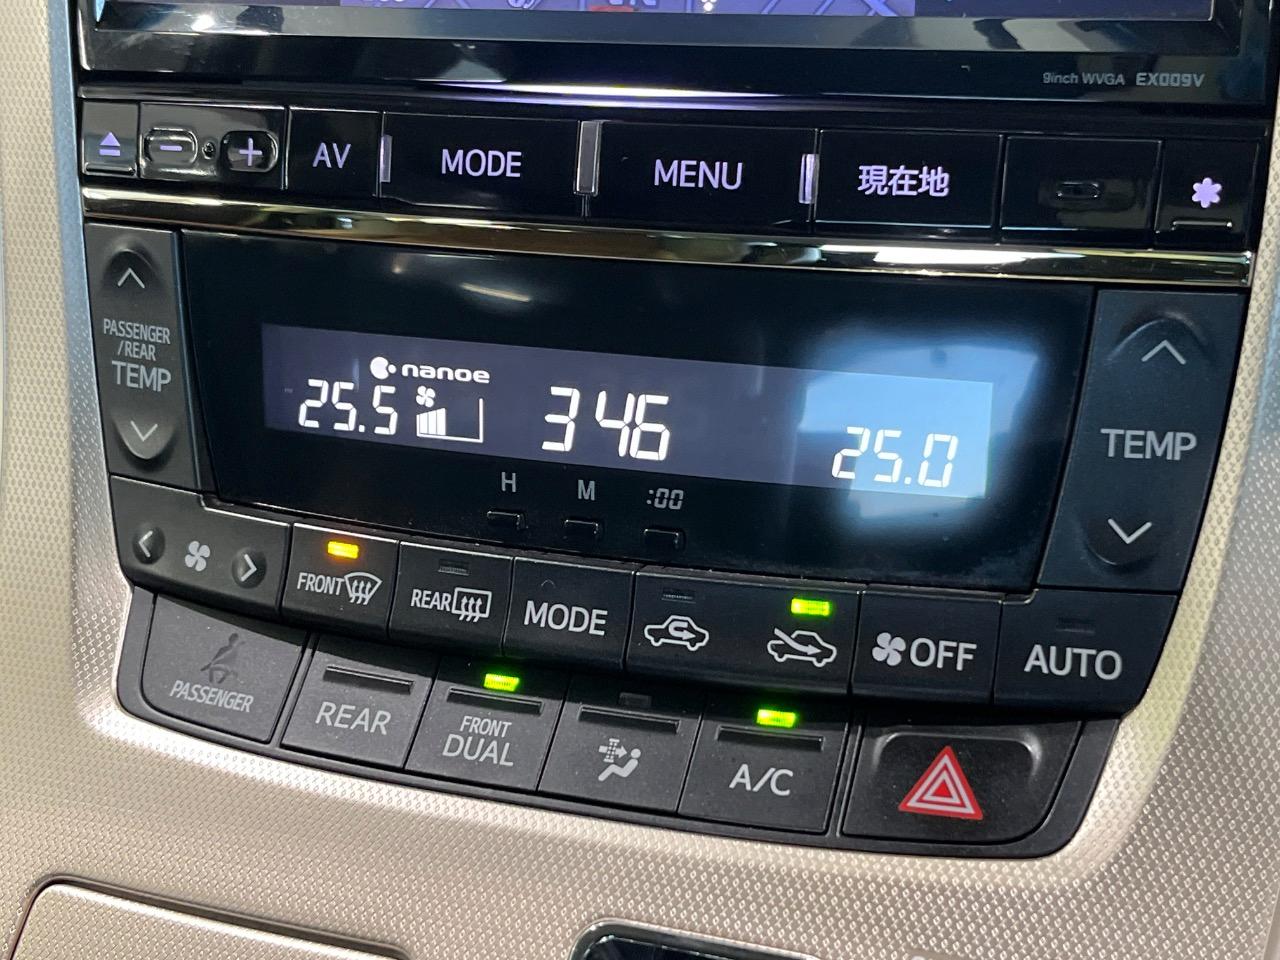 9inch WVGA EX009V
AV
MODE
MENU
現在地
PASSENGER
/REAR
TEMP
nanoe
25.5
3 46
25.0
TEMP
H
M
:00
FRONT
REAR
MODE
OFF
AUTO
PASSENGER
REAR
FRONT
DUAL
A/C